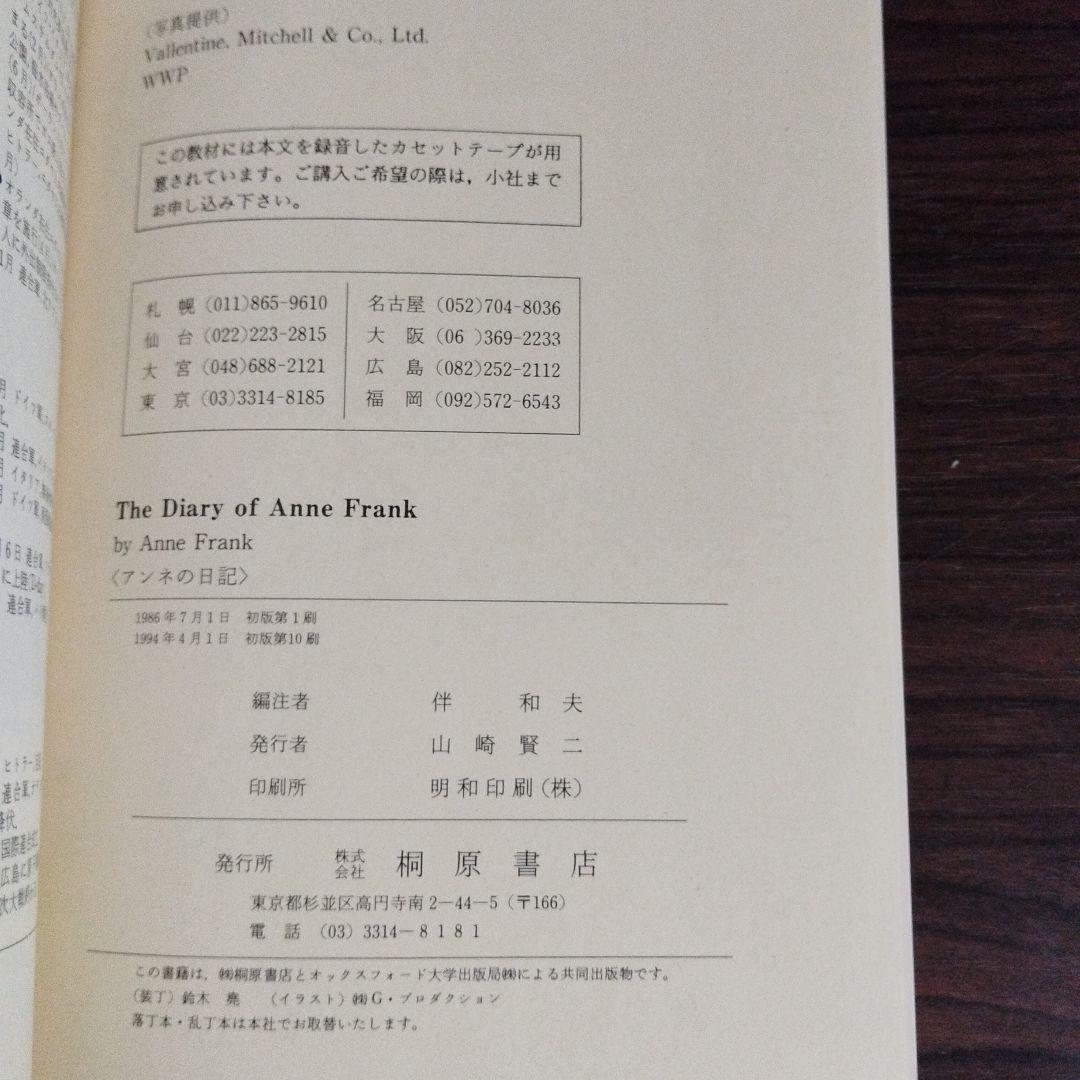 (写真提供)
Vallentine, Mitchell & Co., Ltd.
WWP
この教材には本文を録音したカセットテープが用
意されています。ご購入ご希望の際は，小社まで
お申し込み下さい。
札 幌 (011)865-9610
仙 台 (022)223-2815
大 宮 (048)688-2121
東 京 (03)3314-8185
名古屋 (052)704-8036
大 阪 (06 )369-2233
広 島 (082)252-2112
福 岡 (092)572-6543
The Diary of Anne Frank
by Anne Frank
〈アンネの日記〉
1986年7月1日 初版第1刷
1994年4月1日 初版第10刷
編注者 伴 和夫
発行者 山崎賢二
印刷所 明和印刷(株)
発行所 株式会社 桐原書店
東京都杉並区高円寺南2-44-5(〒166)
電 話 (03) 3314-8181
この書籍は，㈱桐原書店とオックスフォード大学出版局㈱による共同出版物です。
(装丁) 鈴木 堯 (イラスト) ㈱G・プロダクション
落丁本・乱丁本は本社でお取替いたします。